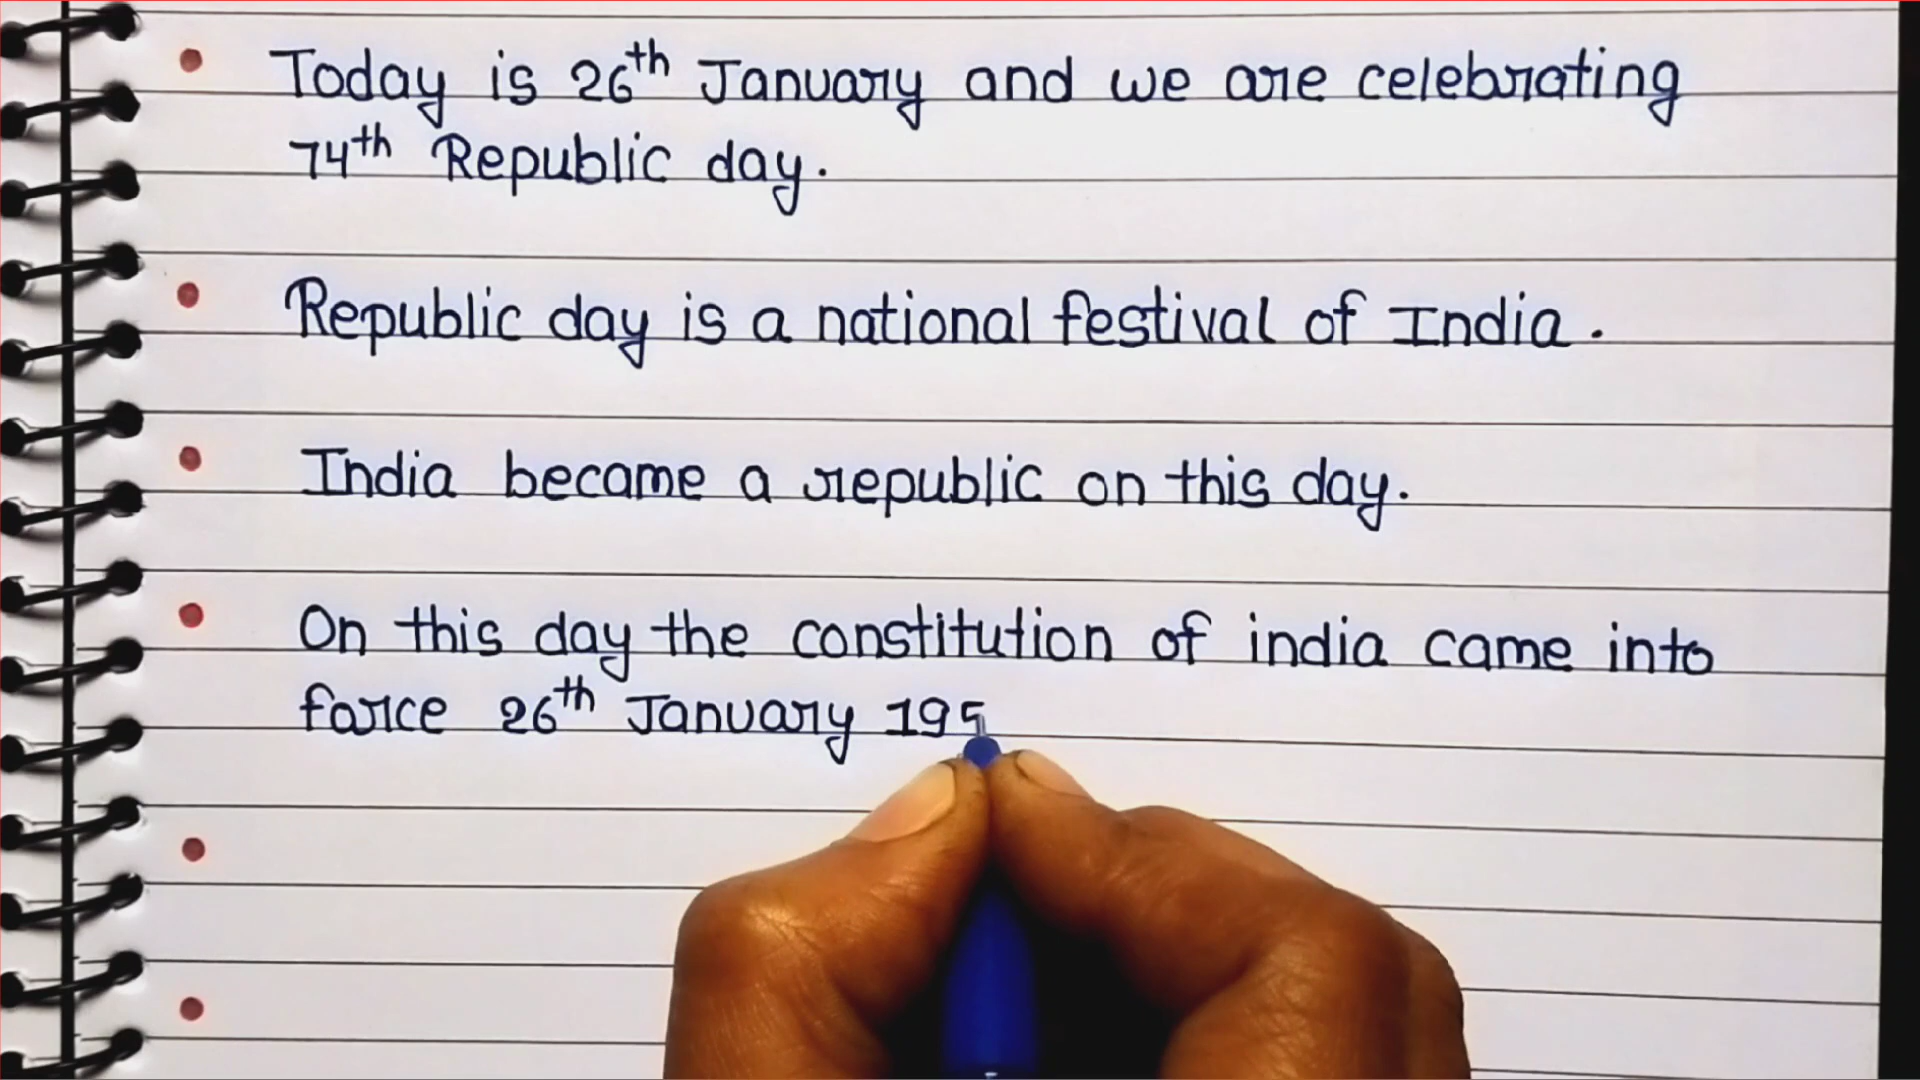 • Today is 26th January and we are celebrating
74th Republic day.
• Republic day is a national festival of India.
• India became a republic on this day.
• On this day the constitution of india came into
force 26th January 195
•
•